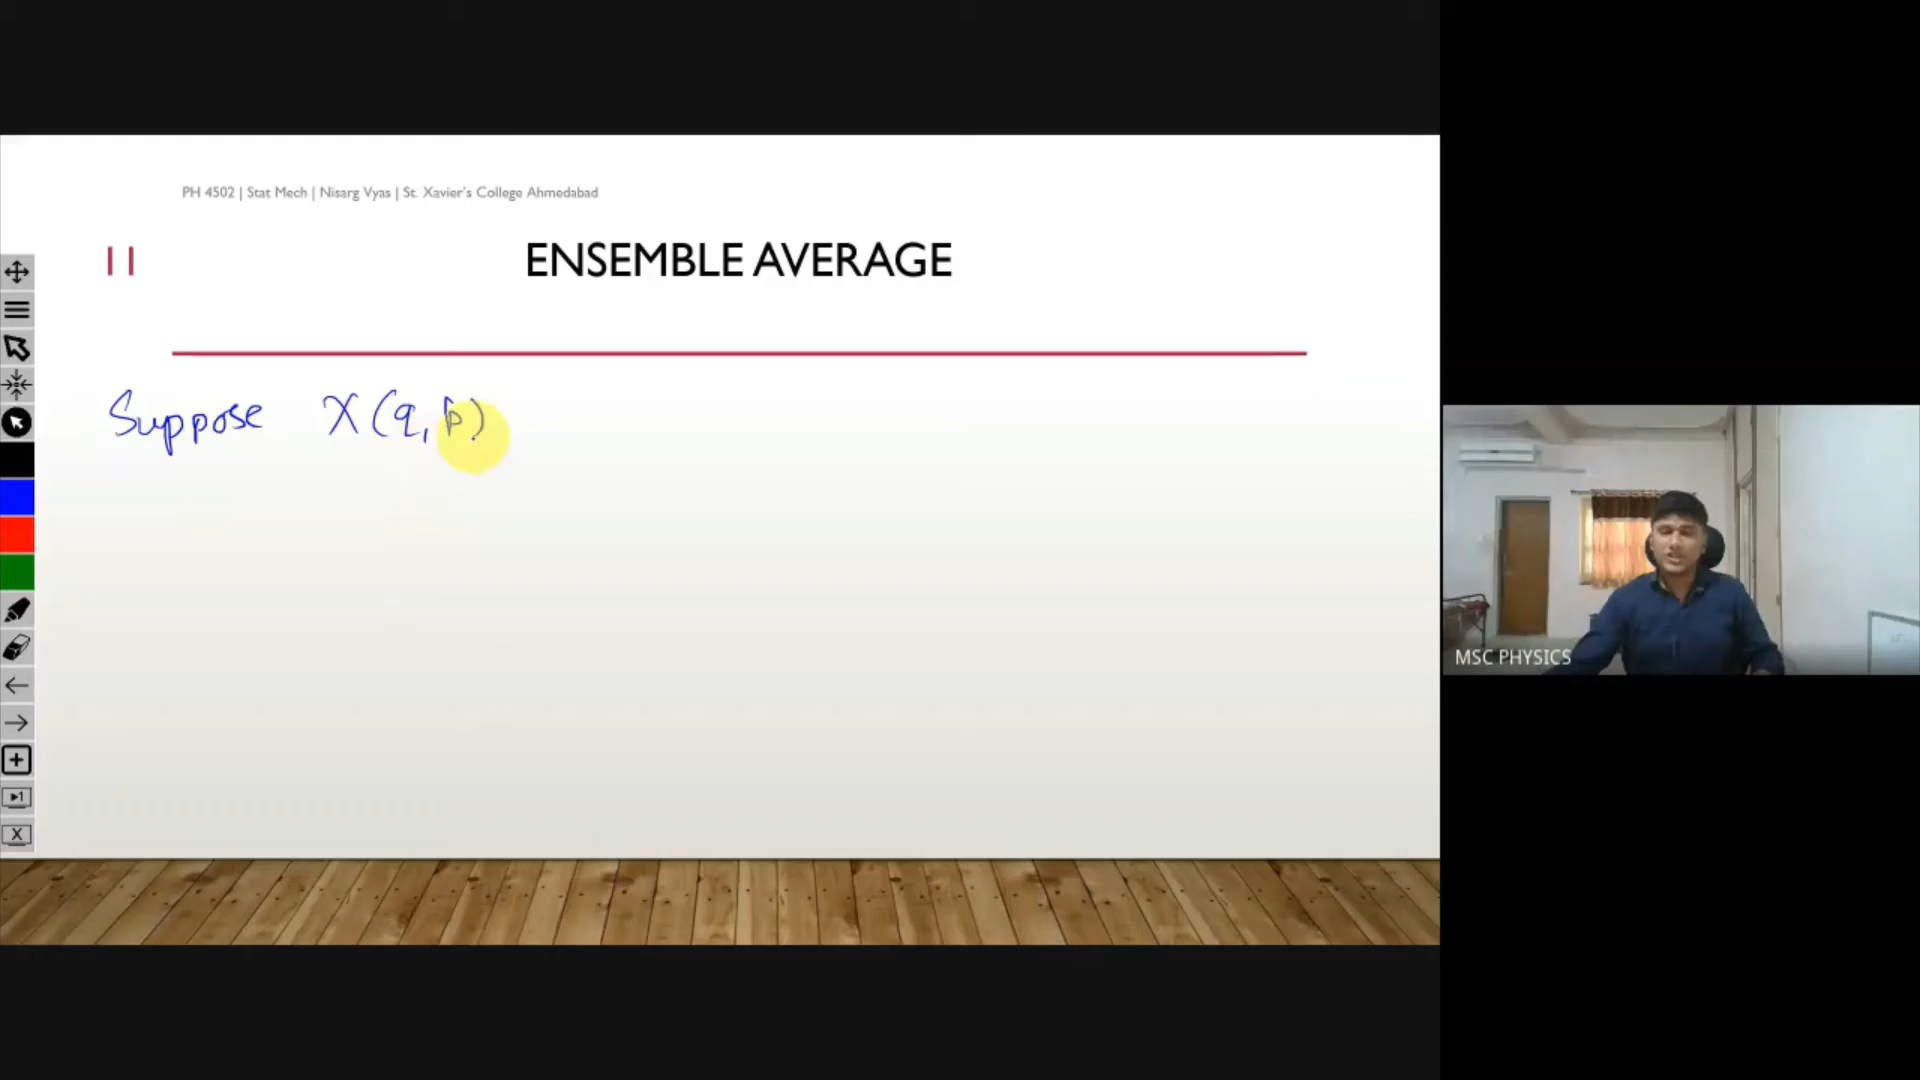 PH 4502 | Stat Mech | Nisarg Vyas | St. Xavier's College Ahmedabad
11
ENSEMBLE AVERAGE
Suppose X(q, p)
MSC PHYSICS